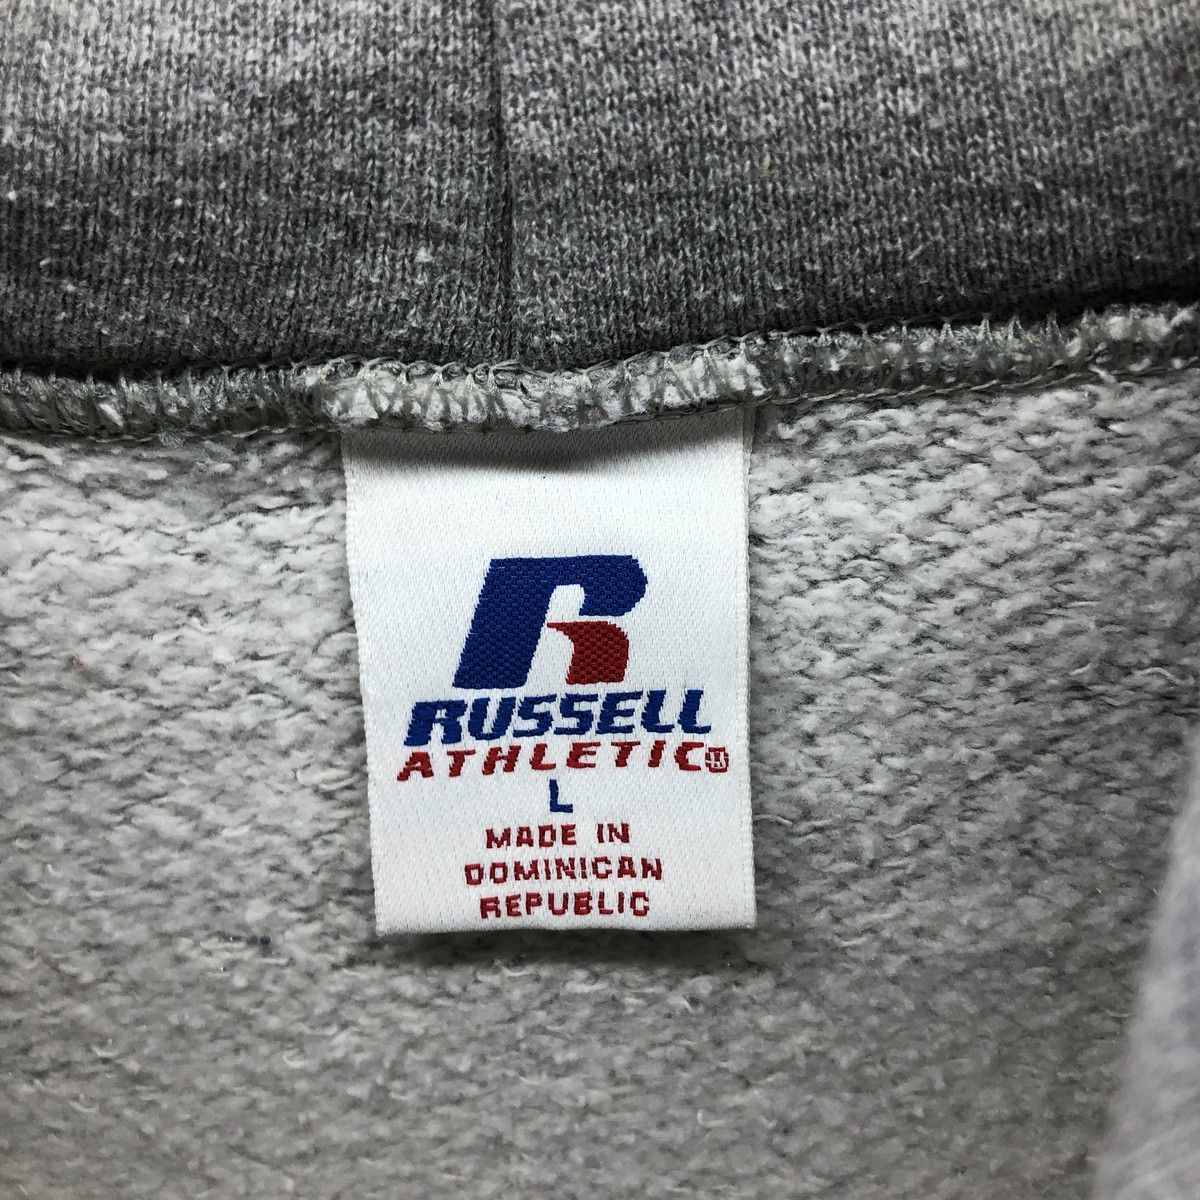 R
RUSSELL
ATHLETIC®
L
MADE IN
DOMINICAN
REPUBLIC